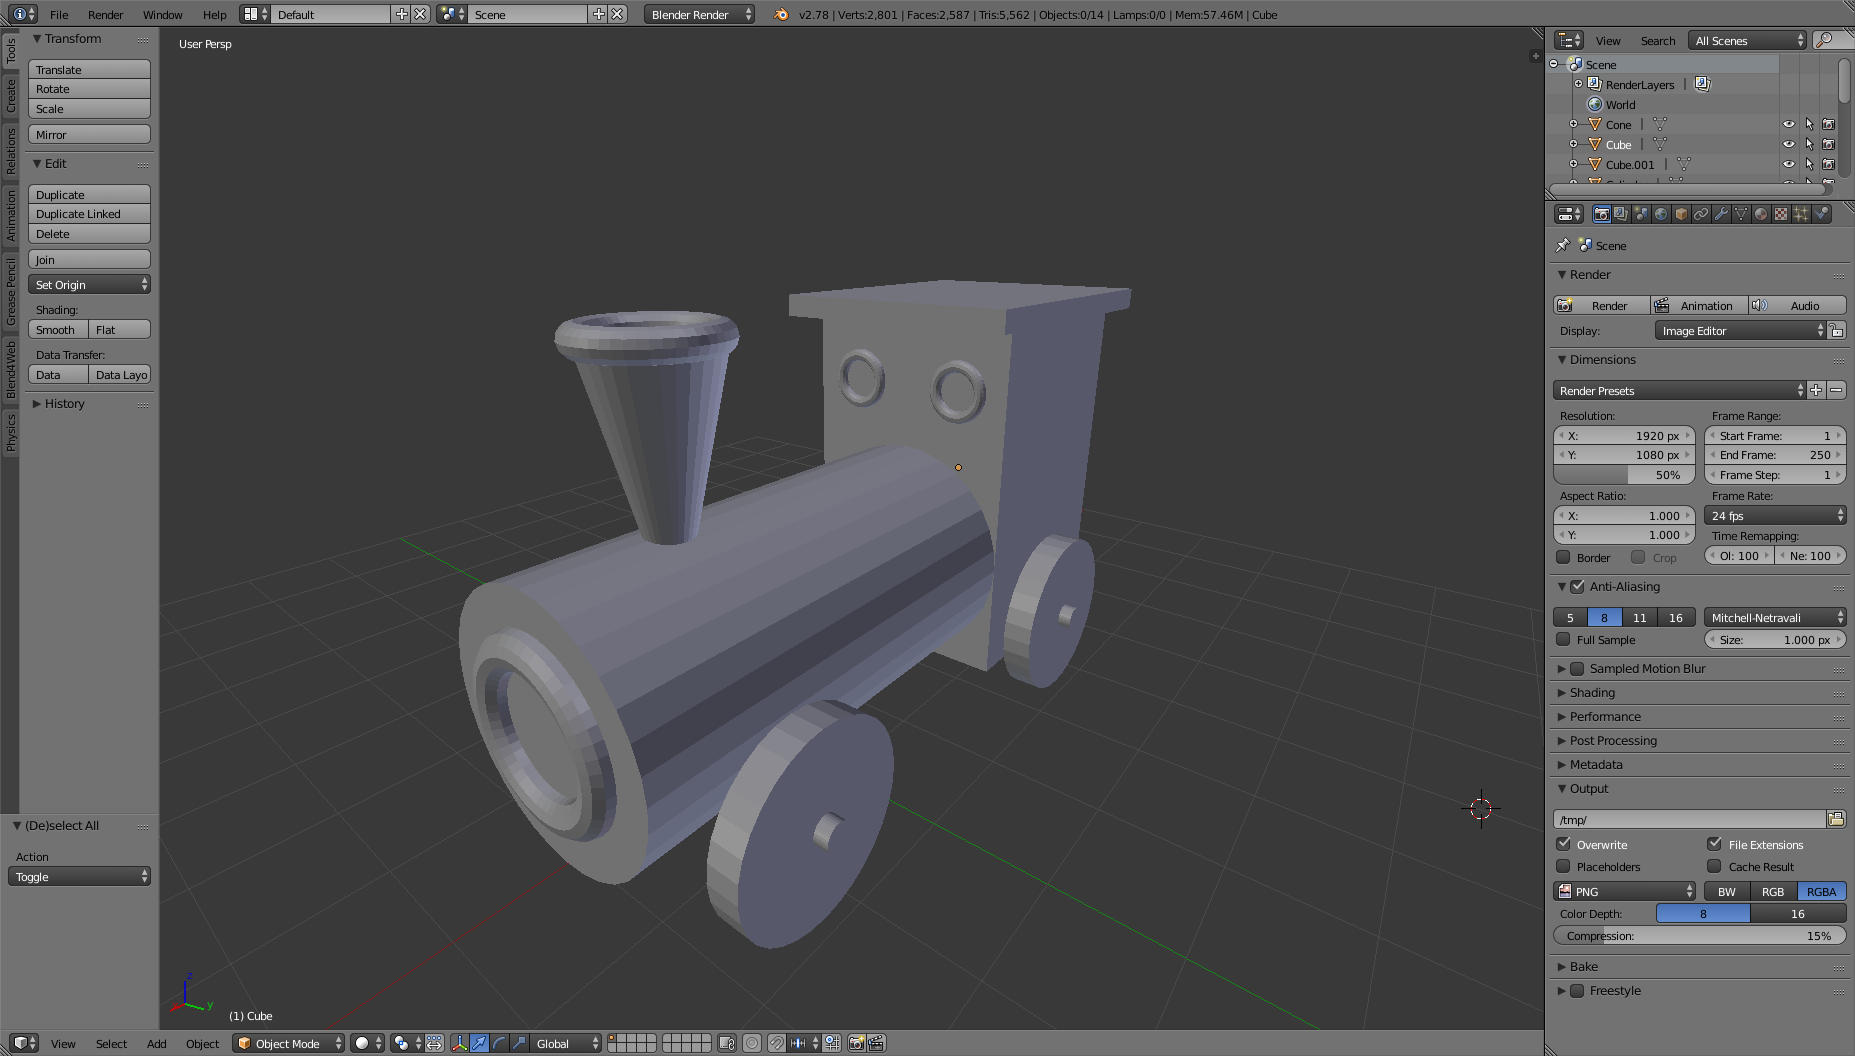 File Render Window Help Default Scene Blender Render v2.78 | Verts:2,801 | Faces:2,587 | Tris:5,562 | Objects:0/14 | Lamps:0/0 | Mem:57.46M | Cube
Tools
Create
Relations
Animation
Grease Pencil
Blend4Web
Physics
Transform
Translate
Rotate
Scale
Mirror
Edit
Duplicate
Duplicate Linked
Delete
Join
Set Origin
Shading:
Smooth Flat
Data Transfer:
Data Data Layo
History
(De)select All
Action
Toggle
User Persp
z
y
(1) Cube
View Select Add Object Object Mode Global
View Search All Scenes
Scene
RenderLayers |
World
Cone |
Cube |
Cube.001 |
Scene
Render
Render Animation Audio
Display: Image Editor
Dimensions
Render Presets
Resolution: Frame Range:
X: 1920 px Start Frame: 1
Y: 1080 px End Frame: 250
50% Frame Step: 1
Aspect Ratio: Frame Rate:
X: 1.000 24 fps
Y: 1.000 Time Remapping:
Border Crop Ol: 100 Ne: 100
Anti-Aliasing
5 8 11 16 Mitchell-Netravali
Full Sample Size: 1.000 px
Sampled Motion Blur
Shading
Performance
Post Processing
Metadata
Output
/tmp/
Overwrite File Extensions
Placeholders Cache Result
PNG BW RGB RGBA
Color Depth: 8 16
Compression: 15%
Bake
Freestyle